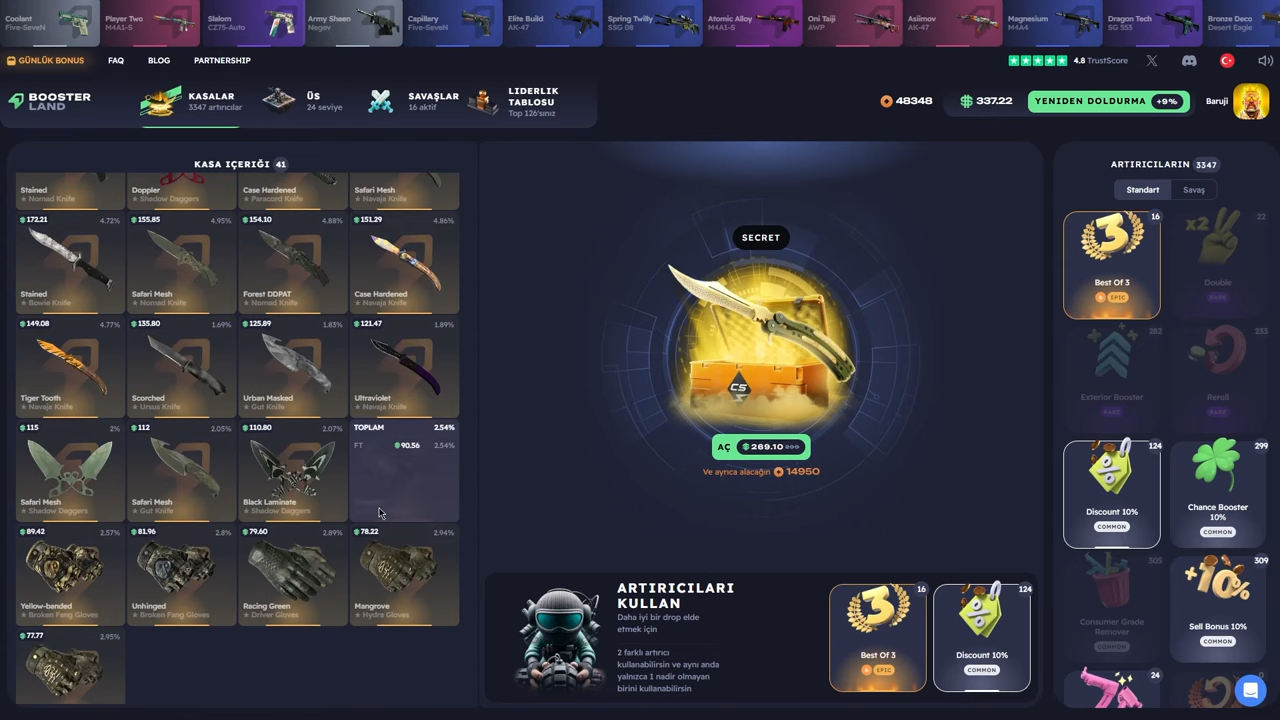 Coolant
Five-SeveN
Player Two
M4A1-S
Slalom
CZ75-Auto
Army Sheen
Negev
Capillary
Five-SeveN
Elite Build
AK-47
Spring Twilly
SSG 08
Atomic Alloy
M4A1-S
Oni Taiji
AWP
Asiimov
AK-47
Magnesium
M4A4
Dragon Tech
SG 553
Bronze Deco
Desert Eagle
GÜNLÜK BONUS
FAQ
BLOG
PARTNERSHIP
4.8 TrustScore
BOOSTER
LAND
KASALAR
3347 artırıcılar
ÜS
24 seviye
SAVAŞLAR
16 aktif
LIDERLIK
TABLOSU
Top 126'sınız
48348
337.22
YENİDEN DOLDURMA +9%
Baruji
KASA IÇERIĞI 41
Stained
★ Nomad Knife
Doppler
★ Shadow Daggers
Case Hardened
★ Paracord Knife
Safari Mesh
★ Navaja Knife
172.21 4.72%
Stained
★ Bowie Knife
155.85 4.95%
Safari Mesh
★ Nomad Knife
154.10 4.88%
Forest DDPAT
★ Nomad Knife
151.29 4.86%
Case Hardened
★ Navaja Knife
149.08 4.77%
Tiger Tooth
★ Navaja Knife
135.80 1.69%
Scorched
★ Ursus Knife
125.89 1.83%
Urban Masked
★ Gut Knife
121.47 1.89%
Ultraviolet
★ Navaja Knife
115 2%
Safari Mesh
★ Shadow Daggers
112 2.05%
Safari Mesh
★ Gut Knife
110.80 2.07%
Black Laminate
★ Shadow Daggers
TOPLAM 2.54%
FT 90.56 2.54%
89.42 2.57%
Yellow-banded
★ Broken Fang Gloves
81.96 2.8%
Unhinged
★ Broken Fang Gloves
79.60 2.89%
Racing Green
★ Driver Gloves
78.22 2.94%
Mangrove
★ Hydra Gloves
77.77 2.95%
SECRET
CS
AÇ 269.10 299
Ve ayrıca alacağın 14950
ARTIRICILARI
KULLAN
Daha iyi bir drop elde
etmek için
2 farklı artırıcı
kullanabilirsin ve aynı anda
yalnızca 1 nadir olmayan
birini kullanabilirsin
16
3
Best Of 3
EPIC
124
%
Discount 10%
COMMON
ARTIRICILARIN 3347
Standart
Savaş
16
3
Best Of 3
EPIC
22
x2
Double
RARE
282
Exterior Booster
RARE
233
Reroll
RARE
124
%
Discount 10%
COMMON
299
Chance Booster
10%
COMMON
305
Consumer Grade
Remover
COMMON
309
+10%
Sell Bonus 10%
COMMON
24